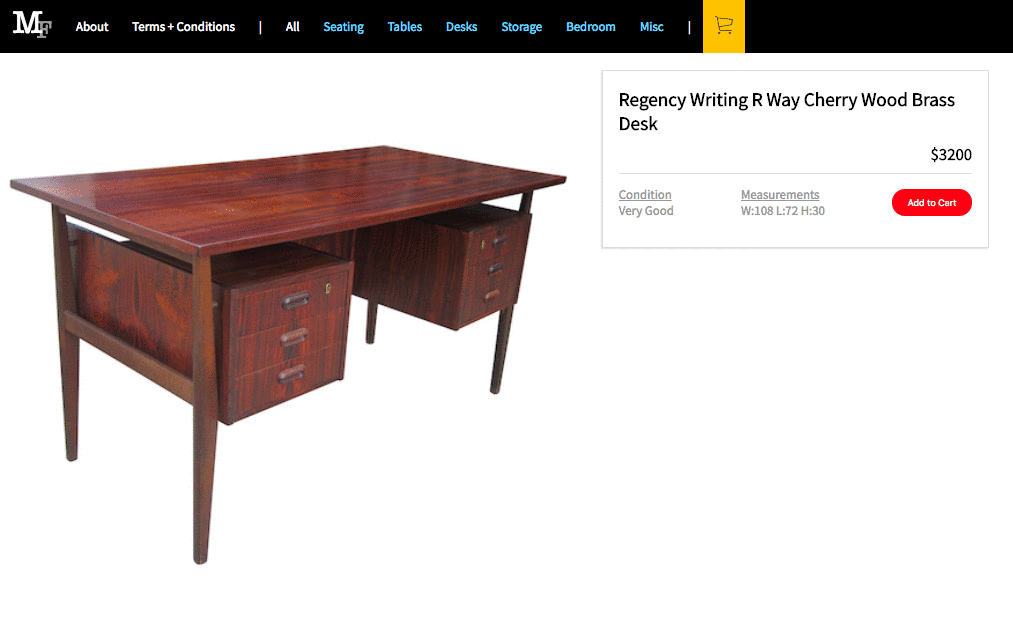 MF About Terms + Conditions | All Seating Tables Desks Storage Bedroom Misc |
Regency Writing R Way Cherry Wood Brass
Desk
$3200
Condition Measurements
Very Good W:108 L:72 H:30
Add to Cart